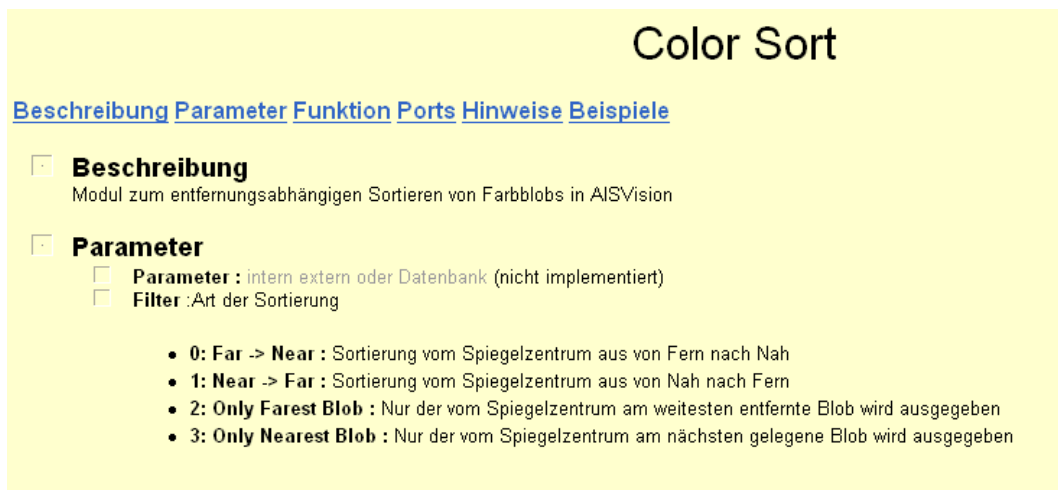 Color Sort
Beschreibung Parameter Funktion Ports Hinweise Beispiele
Beschreibung
Modul zum entfernungsabhängigen Sortieren von Farbblobs in AISVision
Parameter
Parameter : intern extern oder Datenbank (nicht implementiert)
Filter :Art der Sortierung
• 0: Far -> Near : Sortierung vom Spiegelzentrum aus von Fern nach Nah
• 1: Near -> Far : Sortierung vom Spiegelzentrum aus von Nah nach Fern
• 2: Only Farest Blob : Nur der vom Spiegelzentrum am weitesten entfernte Blob wird ausgegeben
• 3: Only Nearest Blob : Nur der vom Spiegelzentrum am nächsten gelegene Blob wird ausgegeben